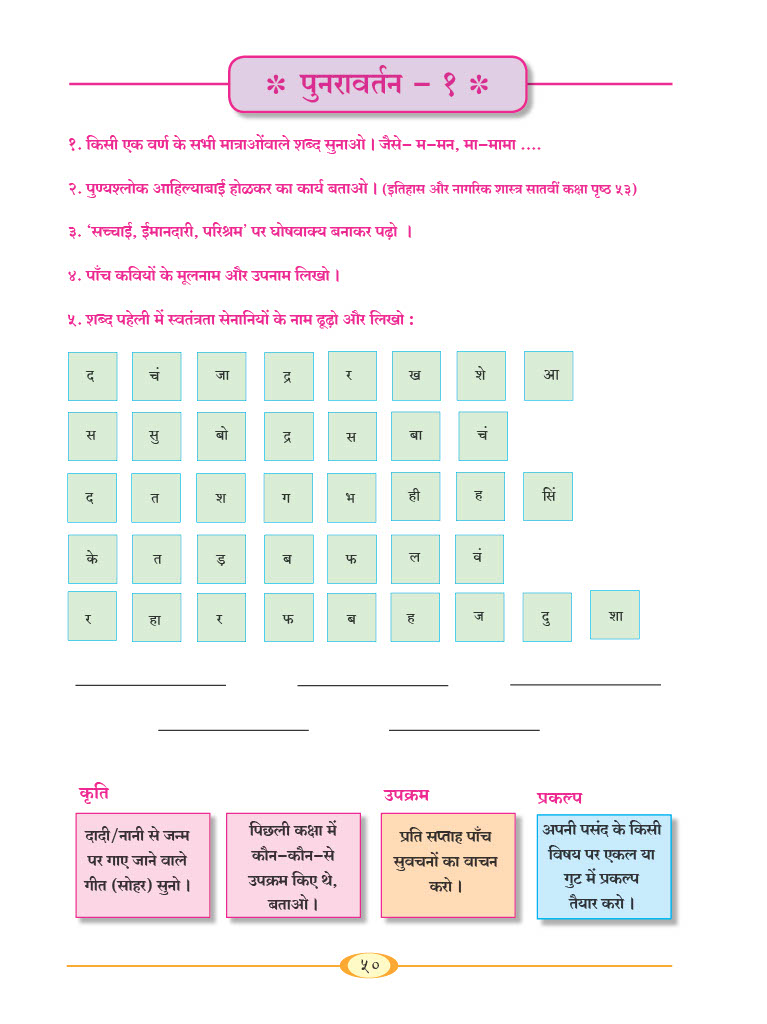 * पुनरावर्तन - १ *
१. किसी एक वर्ण के सभी मात्राओंवाले शब्द सुनाओ । जैसे- म-मन, मा-मामा ....
२. पुण्यश्लोक आहिल्याबाई होळकर का कार्य बताओ । (इतिहास और नागरिक शास्त्र सातवीं कक्षा पृष्ठ ५३)
३. ‘सच्चाई, ईमानदारी, परिश्रम’ पर घोषवाक्य बनाकर पढ़ो ।
४. पाँच कवियों के मूलनाम और उपनाम लिखो ।
५. शब्द पहेली में स्वतंत्रता सेनानियों के नाम ढूढ़ो और लिखो :
द चं जा द्र र ख शे आ
स सु बो द्र स बा चं
द त श ग भ ही ह सिं
के त ड़ ब फ ल वं
र हा र फ ब ह ज दु शा
कृति
दादी/नानी से जन्म
पर गाए जाने वाले
गीत (सोहर) सुनो ।
पिछली कक्षा में
कौन-कौन-से
उपक्रम किए थे,
बताओ ।
उपक्रम
प्रति सप्ताह पाँच
सुवचनों का वाचन
करो ।
प्रकल्प
अपनी पसंद के किसी
विषय पर एकल या
गुट में प्रकल्प
तैयार करो ।
५०